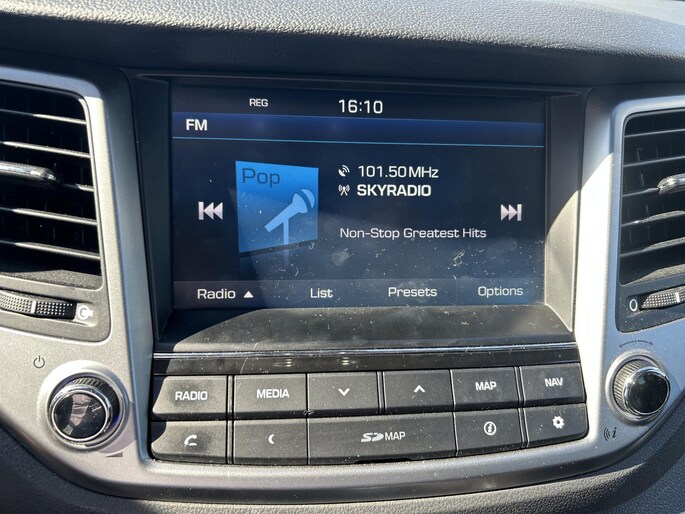 REG 16:10
FM
Pop
101.50MHz
SKYRADIO
Non-Stop Greatest Hits
Radio ▲ List Presets Options
RADIO MEDIA MAP NAV
SD MAP